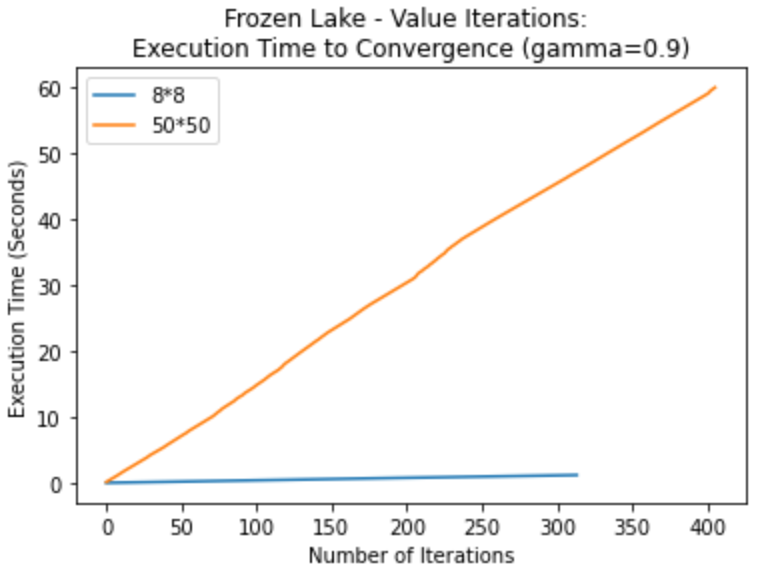 Frozen Lake - Value Iterations:
Execution Time to Convergence (gamma=0.9)
8*8
50*50
Execution Time (Seconds)
60
50
40
30
20
10
0
0 50 100 150 200 250 300 350 400
Number of Iterations